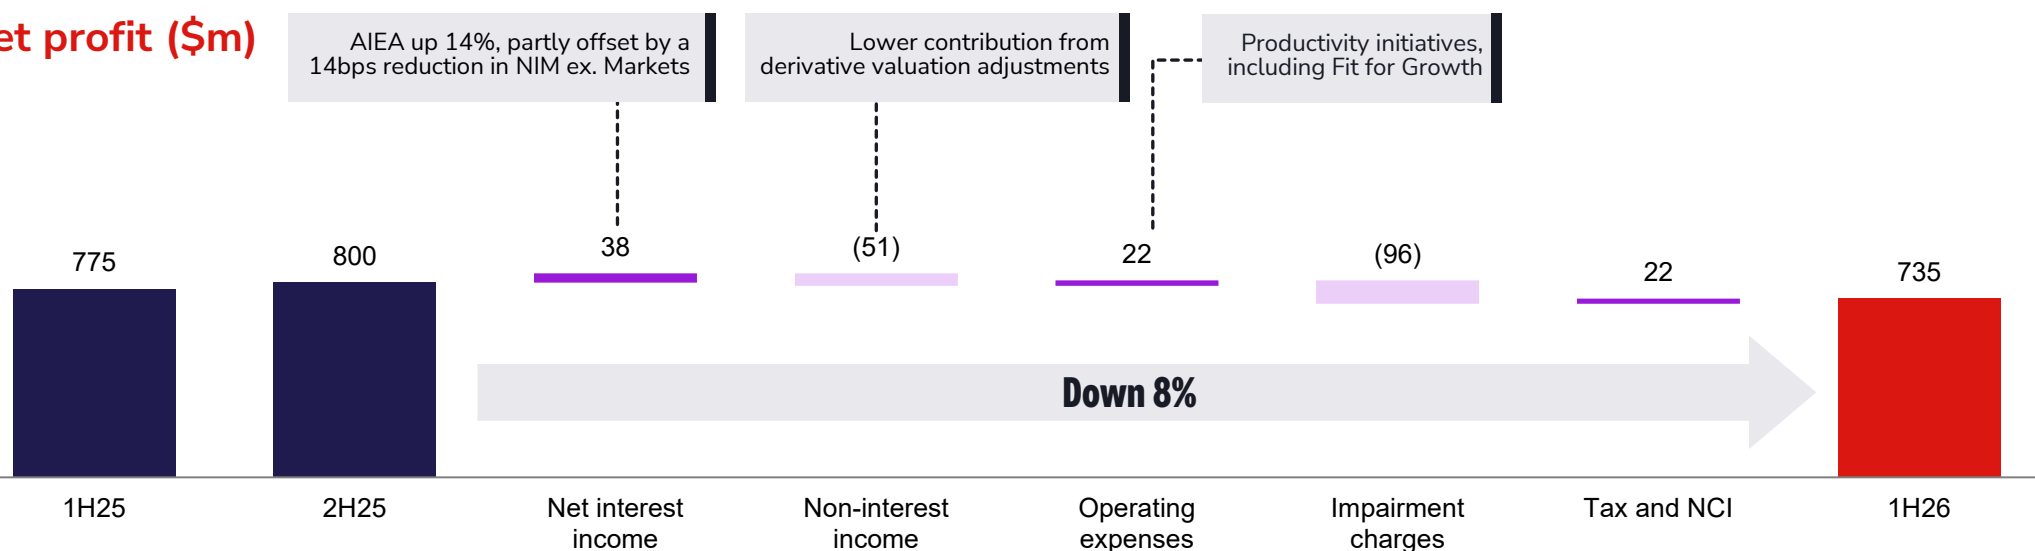 et profit ($m)
AIEA up 14%, partly offset by a
14bps reduction in NIM ex. Markets
Lower contribution from
derivative valuation adjustments
Productivity initiatives,
including Fit for Growth
775
800
38
(51)
22
(96)
22
735
Down 8%
1H25
2H25
Net interest
income
Non-interest
income
Operating
expenses
Impairment
charges
Tax and NCI
1H26